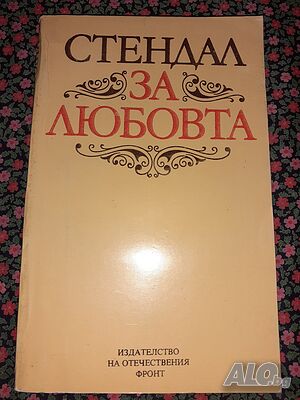 СТЕНДАЛ
ЗА
ЛЮБОВТА
ИЗДАТЕЛСТВО
НА ОТЕЧЕСТВЕНИЯ
ФРОНТ
ALO.bg